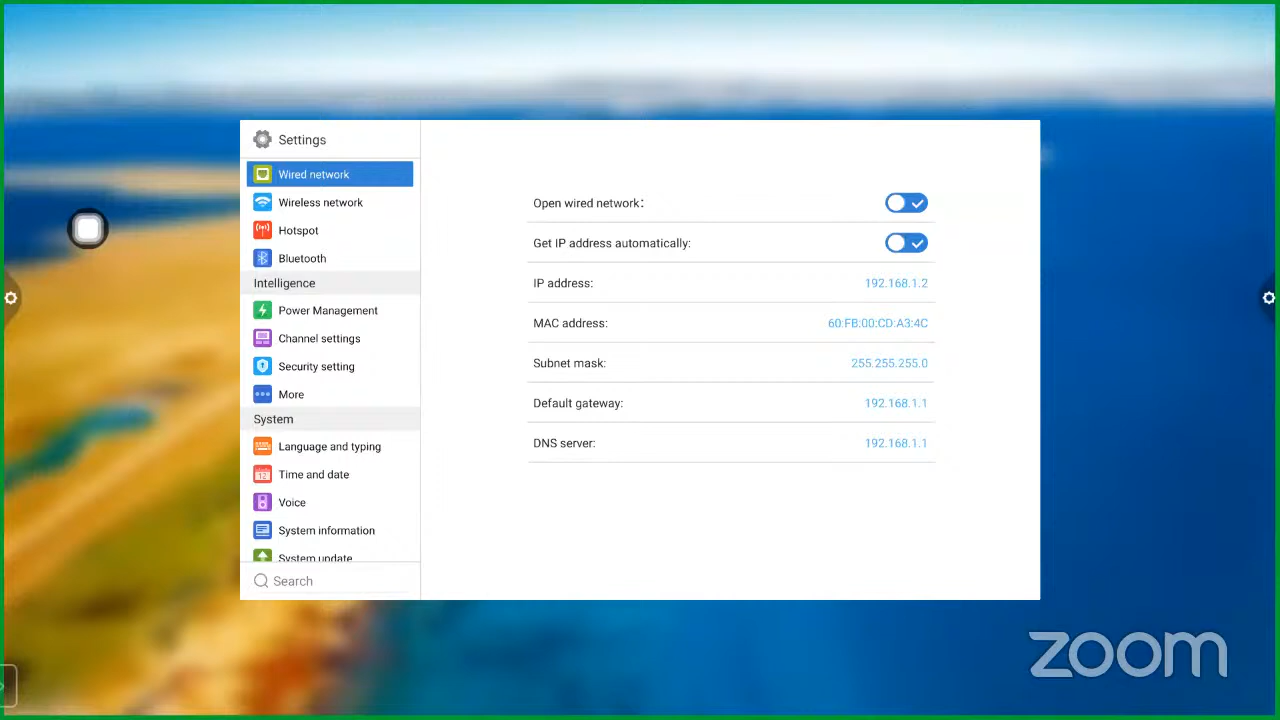 Settings
Wired network
Wireless network
Hotspot
Bluetooth
Intelligence
Power Management
Channel settings
Security setting
More
System
Language and typing
Time and date
Voice
System information
System update
Search
Open wired network:
Get IP address automatically:
IP address: 192.168.1.2
MAC address: 60:FB:00:CD:A3:4C
Subnet mask: 255.255.255.0
Default gateway: 192.168.1.1
DNS server: 192.168.1.1
zoom